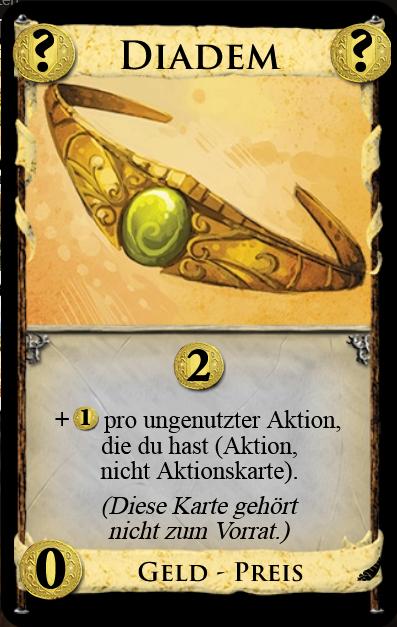 ? DIADEM ?
2
+ 1 pro ungenutzter Aktion,
die du hast (Aktion,
nicht Aktionskarte).
(Diese Karte gehört
nicht zum Vorrat.)
0 GELD - PREIS